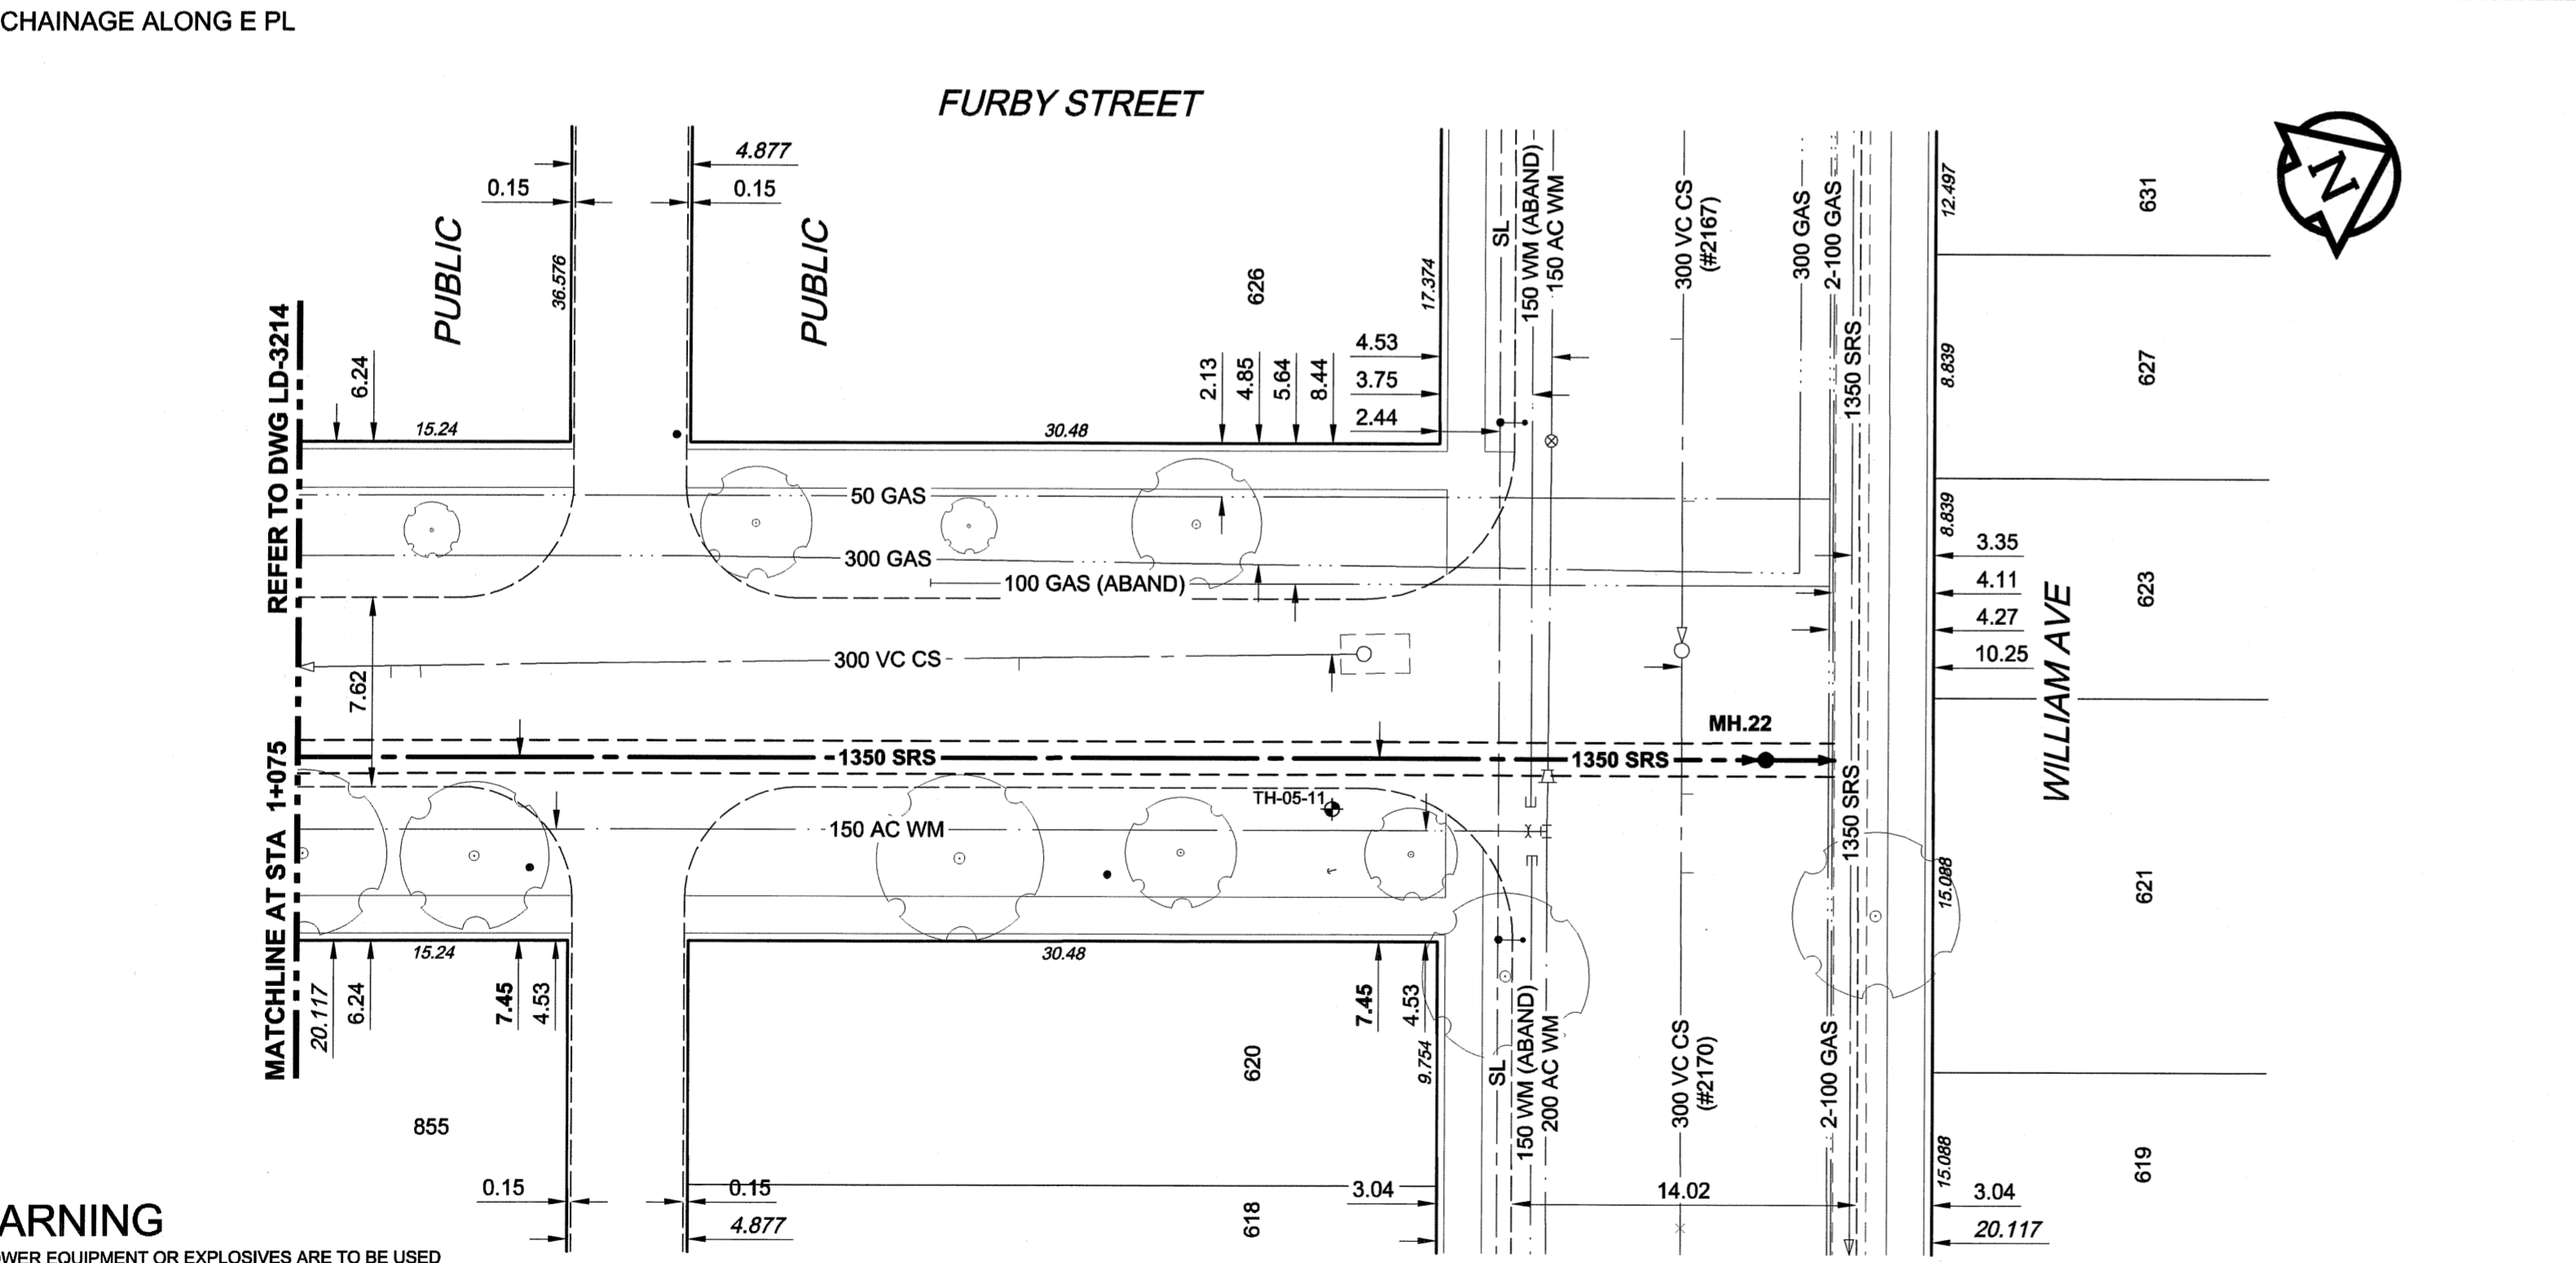 CHAINAGE ALONG E PL
FURBY STREET
N
4.877
0.15
0.15
PUBLIC
PUBLIC
36.576
626
17.374
SL
150 WM (ABAND)
150 AC WM
300 VC CS
(#2167)
300 GAS
2-100 GAS
1350 SRS
12.497
631
8.839
627
REFER TO DWG LD-3214
6.24
15.24
30.48
2.13
4.85
5.64
8.44
4.53
3.75
2.44
50 GAS
300 GAS
100 GAS (ABAND)
8.839
3.35
4.11
4.27
10.25
623
WILLIAM AVE
300 VC CS
7.62
MH.22
1350 SRS
1350 SRS
1350 SRS
MATCHLINE AT STA 1+075
TH-05-11
150 AC WM
15.088
621
15.24
30.48
20.117
6.24
7.45
4.53
7.45
4.53
9.754
620
SL
150 WM (ABAND)
200 AC WM
300 VC CS
(#2170)
2-100 GAS
855
15.088
619
0.15
0.15
3.04
14.02
3.04
4.877
618
20.117
ARNING
OWER EQUIPMENT OR EXPLOSIVES ARE TO BE USED